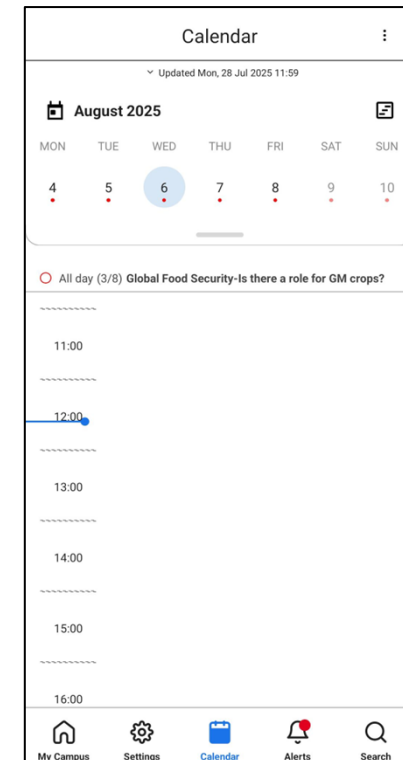 Calendar
Updated Mon, 28 Jul 2025 11:59
August 2025
MON TUE WED THU FRI SAT SUN
4 5 6 7 8 9 10
All day (3/8) Global Food Security-Is there a role for GM crops?
11:00
12:00
13:00
14:00
15:00
16:00
My Campus Settings Calendar Alerts Search